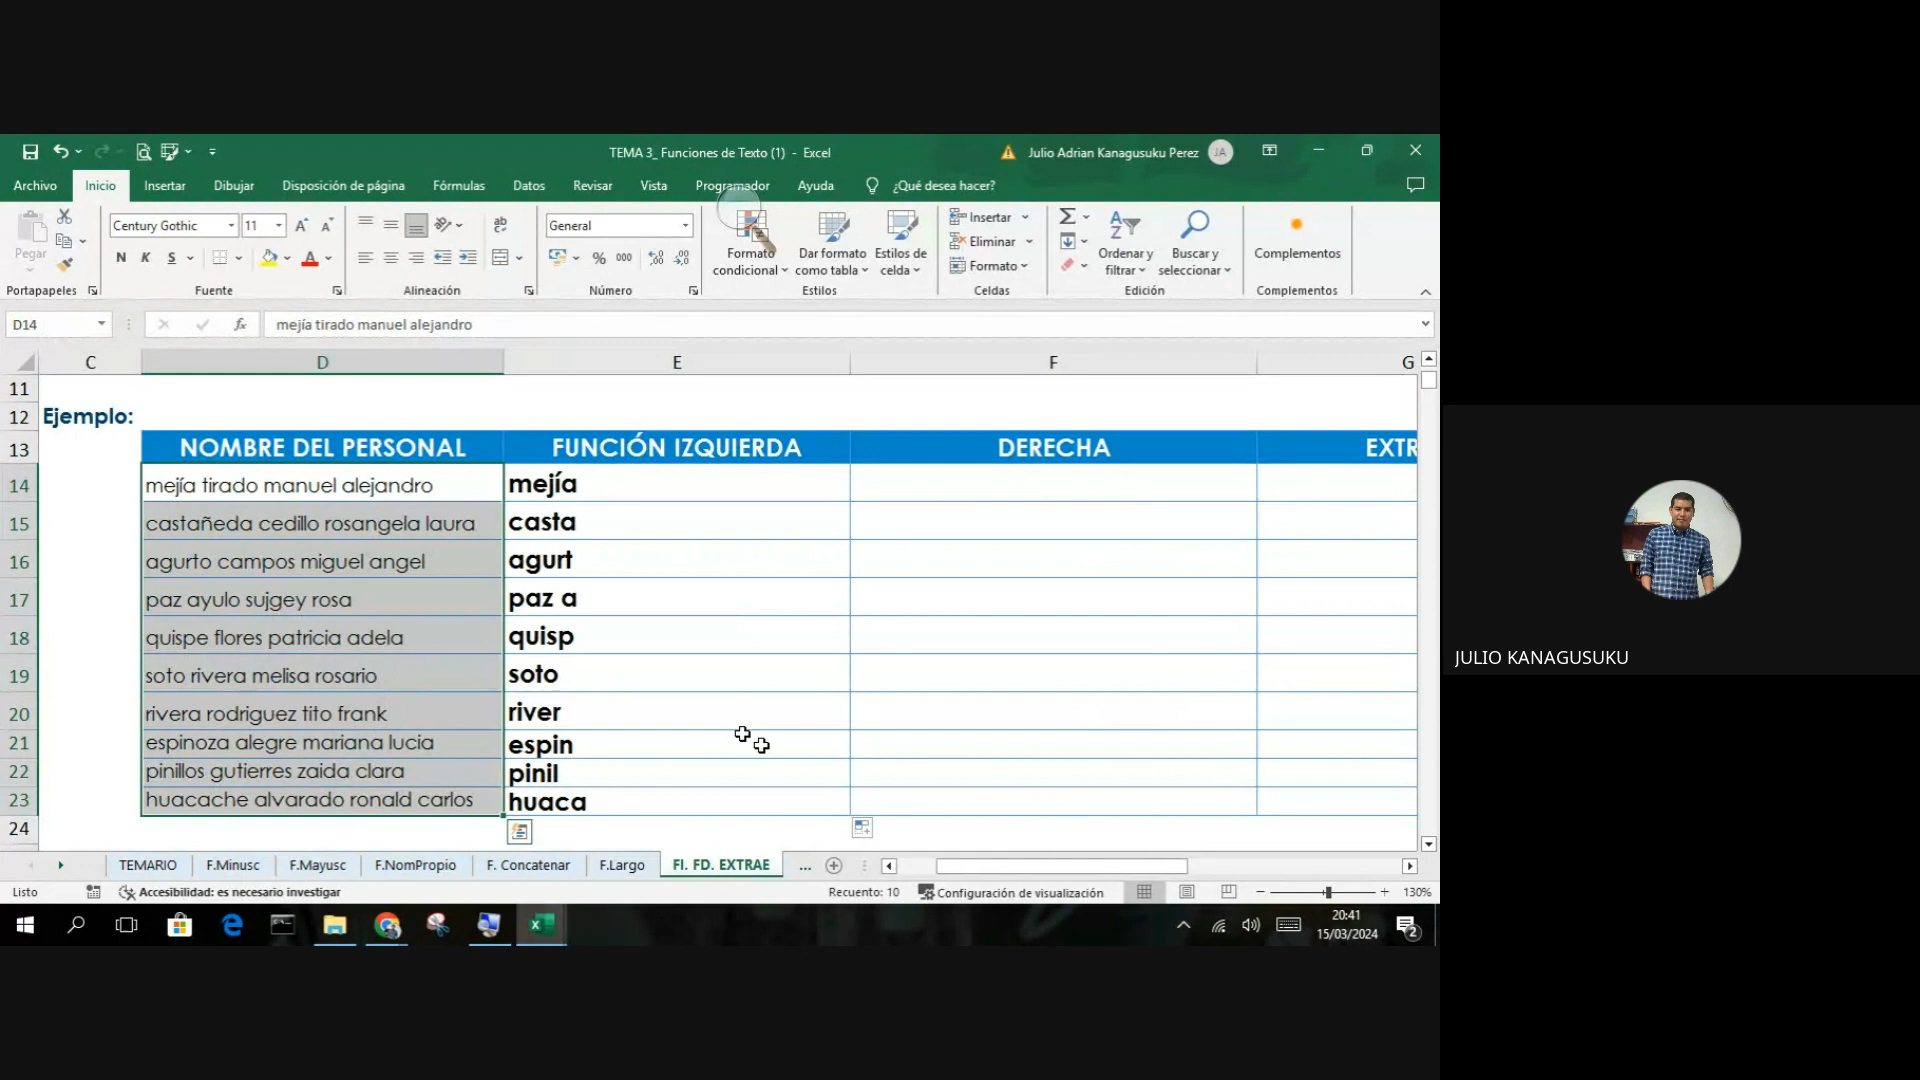 TEMA 3_ Funciones de Texto (1) - Excel
Julio Adrian Kanagusuku Perez
JA
Archivo Inicio Insertar Dibujar Disposición de página Fórmulas Datos Revisar Vista Programador Ayuda ¿Qué desea hacer?
Pegar
Portapapeles
Century Gothic 11
N K S
Fuente
ab
Alineación
General
% 000
Número
Formato condicional
Dar formato como tabla
Estilos de celda
Estilos
Insertar
Eliminar
Formato
Celdas
Ordenar y filtrar
Buscar y seleccionar
Edición
Complementos
Complementos
D14 fx mejía tirado manuel alejandro
C D E F G
11
12 Ejemplo:
13 NOMBRE DEL PERSONAL FUNCIÓN IZQUIERDA DERECHA EXTR
14 mejía tirado manuel alejandro mejía
15 castañeda cedillo rosangela laura casta
16 agurto campos miguel angel agurt
17 paz ayulo sujgey rosa paz a
18 quispe flores patricia adela quisp
19 soto rivera melisa rosario soto
20 rivera rodriguez tito frank river
21 espinoza alegre mariana lucia espin
22 pinillos gutierres zaida clara pinil
23 huacache alvarado ronald carlos huaca
24
TEMARIO F.Minusc F.Mayusc F.NomPropio F. Concatenar F.Largo FI. FD. EXTRAE ...
Listo Accesibilidad: es necesario investigar Recuento: 10 Configuración de visualización 130%
20:41
15/03/2024
2
JULIO KANAGUSUKU